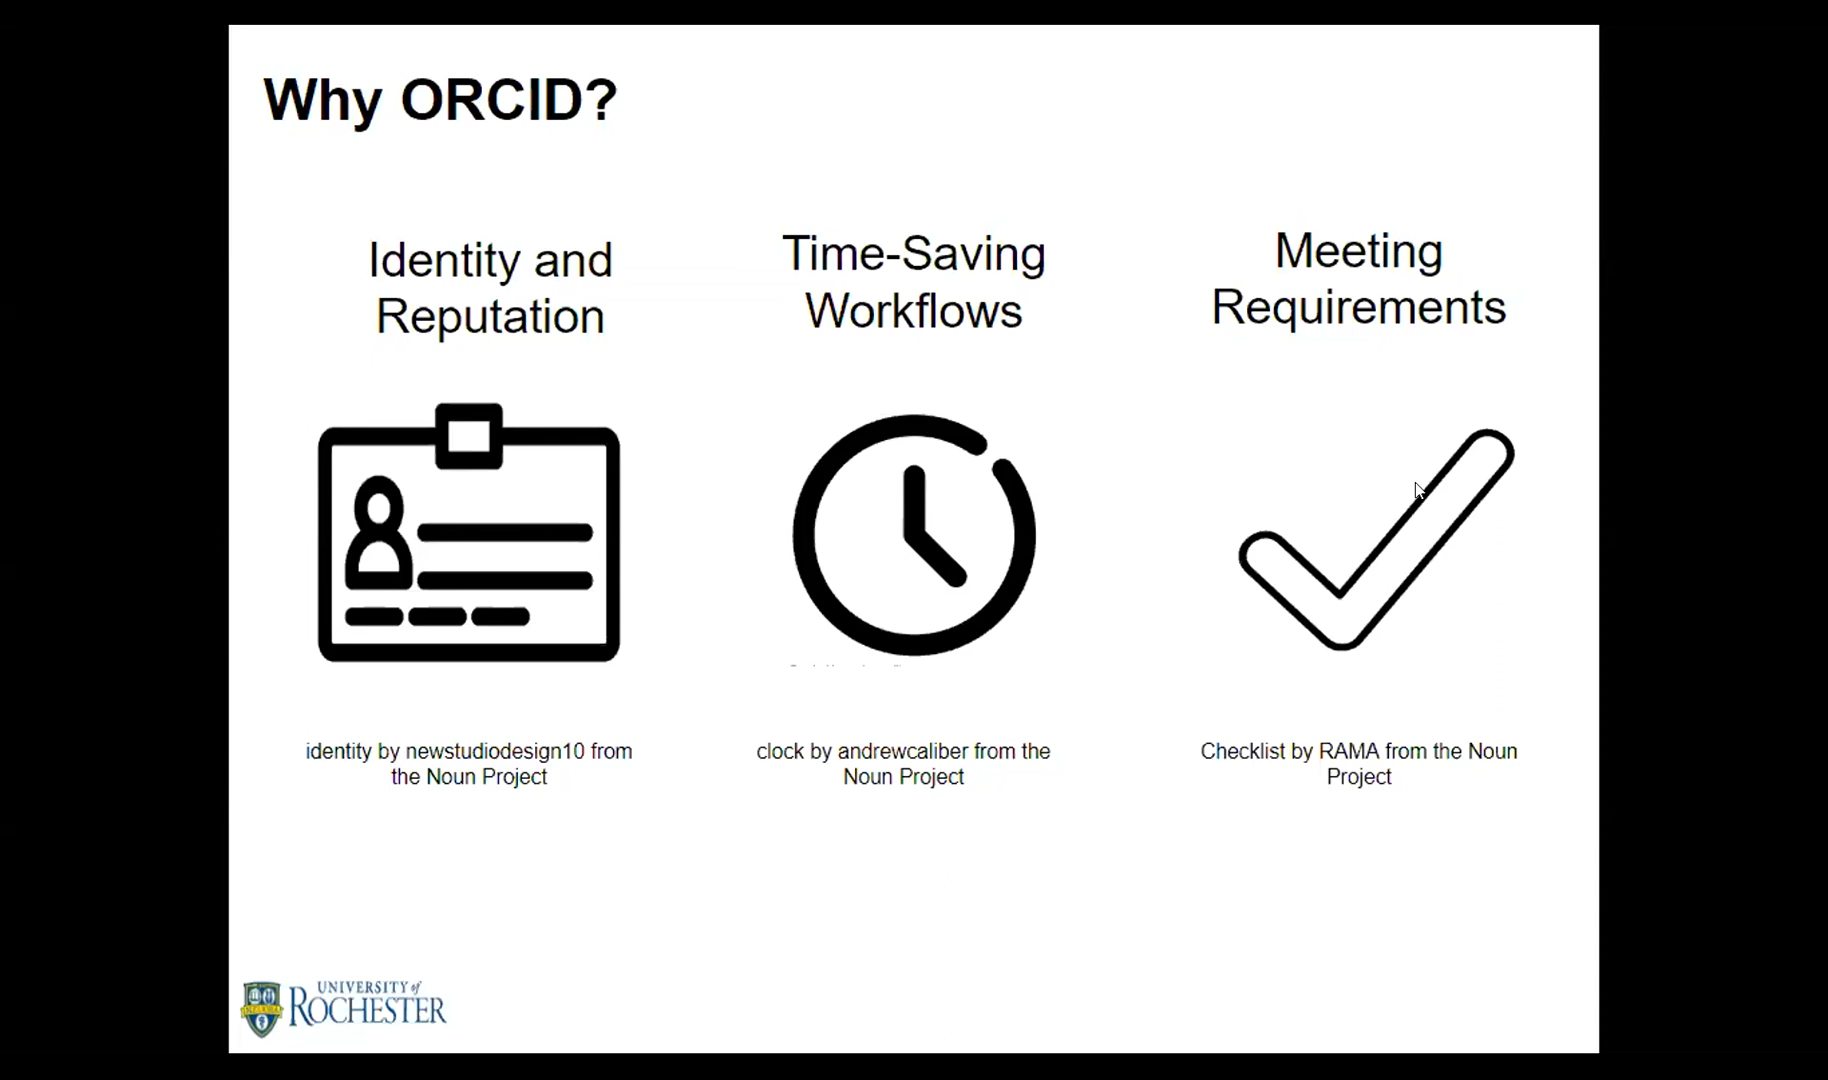 Why ORCID?
Identity and
Reputation
Time-Saving
Workflows
Meeting
Requirements
identity by newstudiodesign10 from
the Noun Project
clock by andrewcaliber from the
Noun Project
Checklist by RAMA from the Noun
Project
UNIVERSITY of
ROCHESTER